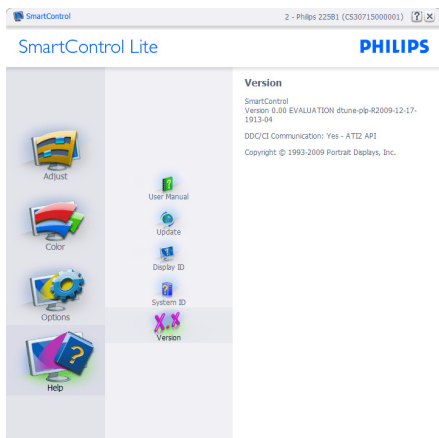 SmartControl
2 - Philips 225B1 (CS30715000001)
?
SmartControl Lite
PHILIPS
Adjust
Color
Options
Help
User Manual
Update
Display ID
System ID
X.X
Version
Version
SmartControl
Version 0.00 EVALUATION dtune-plp-R2009-12-17-
1913-04
DDC/CI Communication: Yes - ATI2 API
Copyright © 1993-2009 Portrait Displays, Inc.